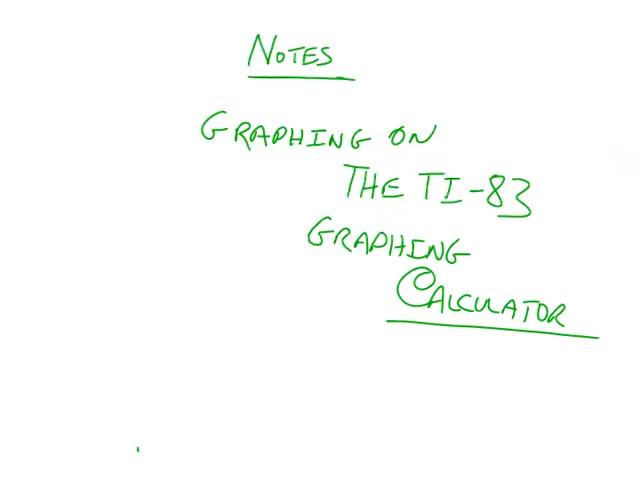 NOTES
GRAPHING ON
THE TI-83
GRAPHING
CALCULATOR